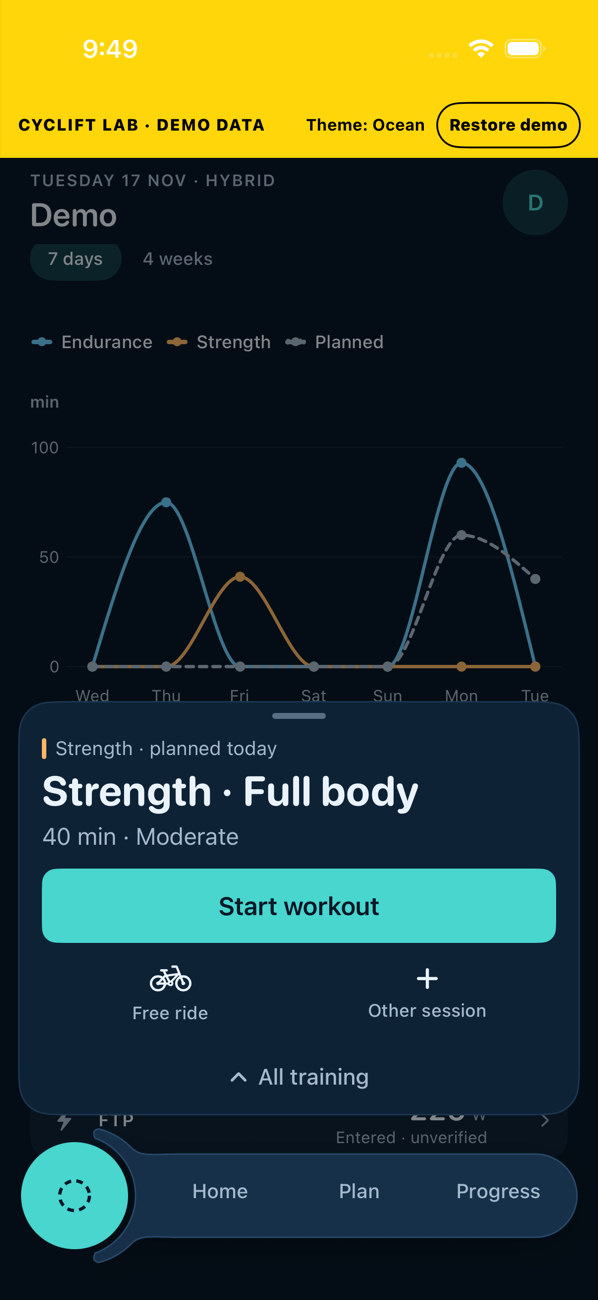 9:49
CYCLIFT LAB · DEMO DATA
Theme: Ocean
Restore demo
TUESDAY 17 NOV · HYBRID
Demo
D
7 days
4 weeks
Endurance
Strength
Planned
min
100
50
0
Wed Thu Fri Sat Sun Mon Tue
Strength · planned today
Strength · Full body
40 min · Moderate
Start workout
Free ride
Other session
All training
FTP
W
Entered · unverified
Home
Plan
Progress